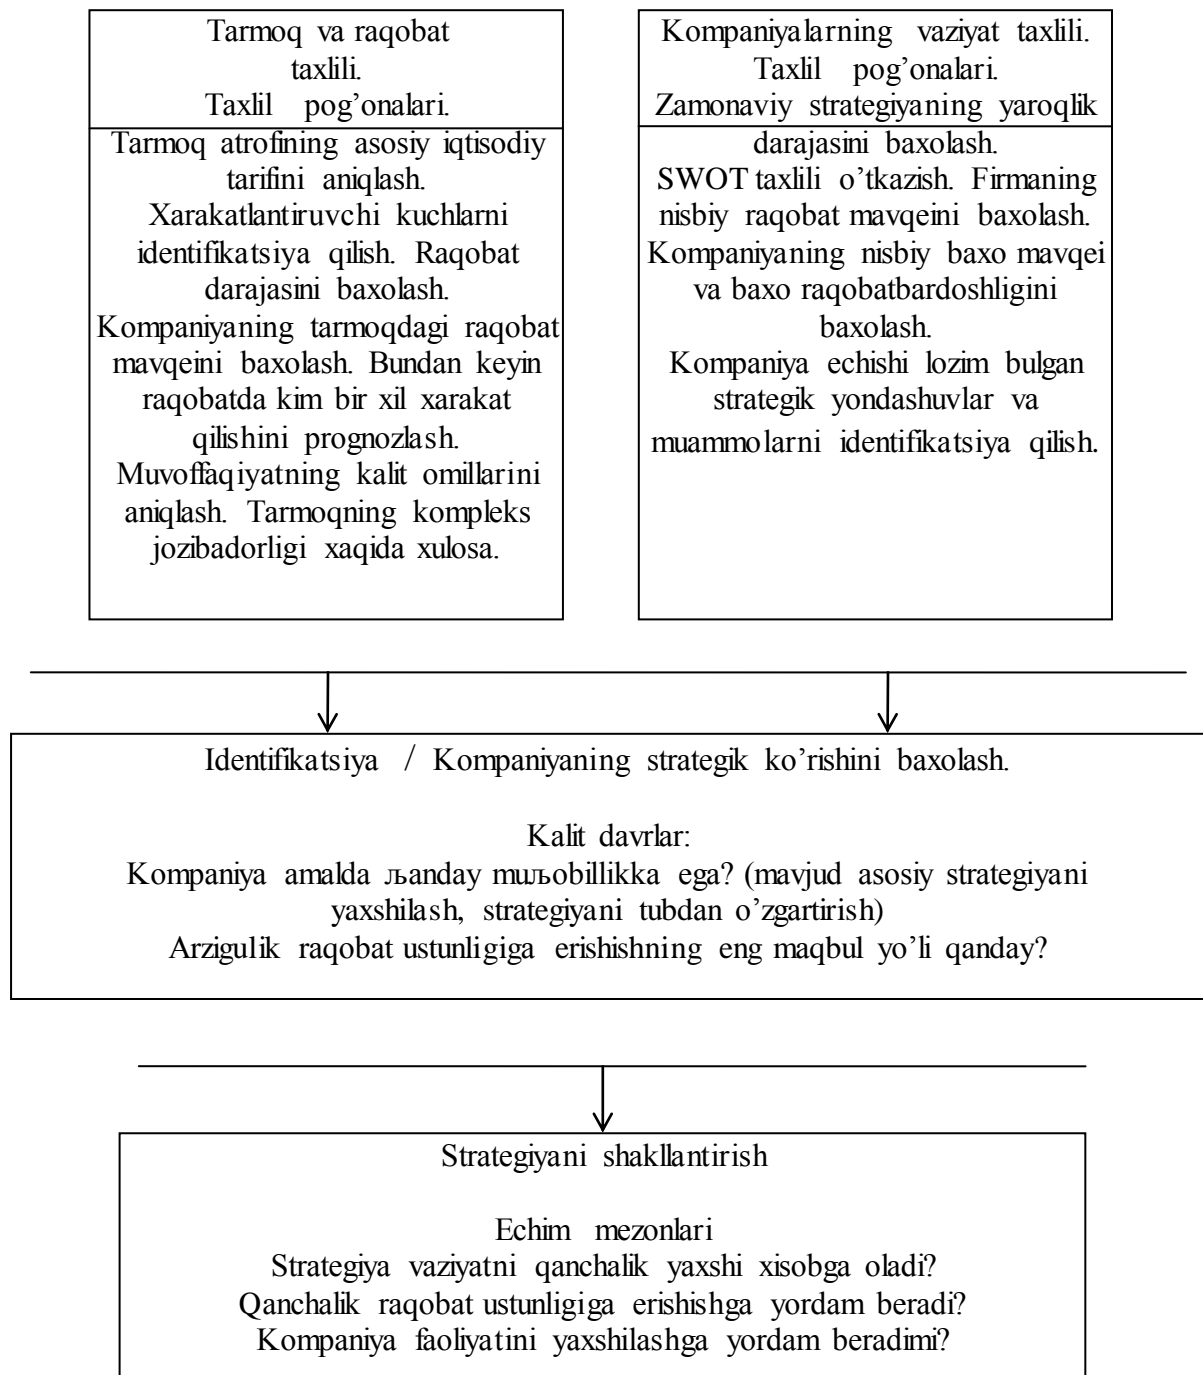 Tarmoq va raqobat
taxlili.
Taxlil pog’onalari.
Tarmoq atrofining asosiy iqtisodiy
tarifini aniqlash.
Xarakatlantiruvchi kuchlarni
identifikatsiya qilish. Raqobat
darajasini baxolash.
Kompaniyaning tarmoqdagi raqobat
mavqeini baxolash. Bundan keyin
raqobatda kim bir xil xarakat
qilishini prognozlash.
Muvoffaqiyatning kalit omillarini
aniqlash. Tarmoqning kompleks
jozibadorligi xaqida xulosa.
Kompaniyalarning vaziyat taxlili.
Taxlil pog’onalari.
Zamonaviy strategiyaning yaroqlik
darajasini baxolash.
SWOT taxlili o’tkazish. Firmaning
nisbiy raqobat mavqeini baxolash.
Kompaniyaning nisbiy baxo mavqei
va baxo raqobatbardoshligini
baxolash.
Kompaniya echishi lozim bulgan
strategik yondashuvlar va
muammolarni identifikatsiya qilish.
Identifikatsiya / Kompaniyaning strategik ko’rishini baxolash.
Kalit davrlar:
Kompaniya amalda љanday muљobillikka ega? (mavjud asosiy strategiyani
yaxshilash, strategiyani tubdan o’zgartirish)
Arzigulik raqobat ustunligiga erishishning eng maqbul yo’li qanday?
Strategiyani shakllantirish
Echim mezonlari
Strategiya vaziyatni qanchalik yaxshi xisobga oladi?
Qanchalik raqobat ustunligiga erishishga yordam beradi?
Kompaniya faoliyatini yaxshilashga yordam beradimi?